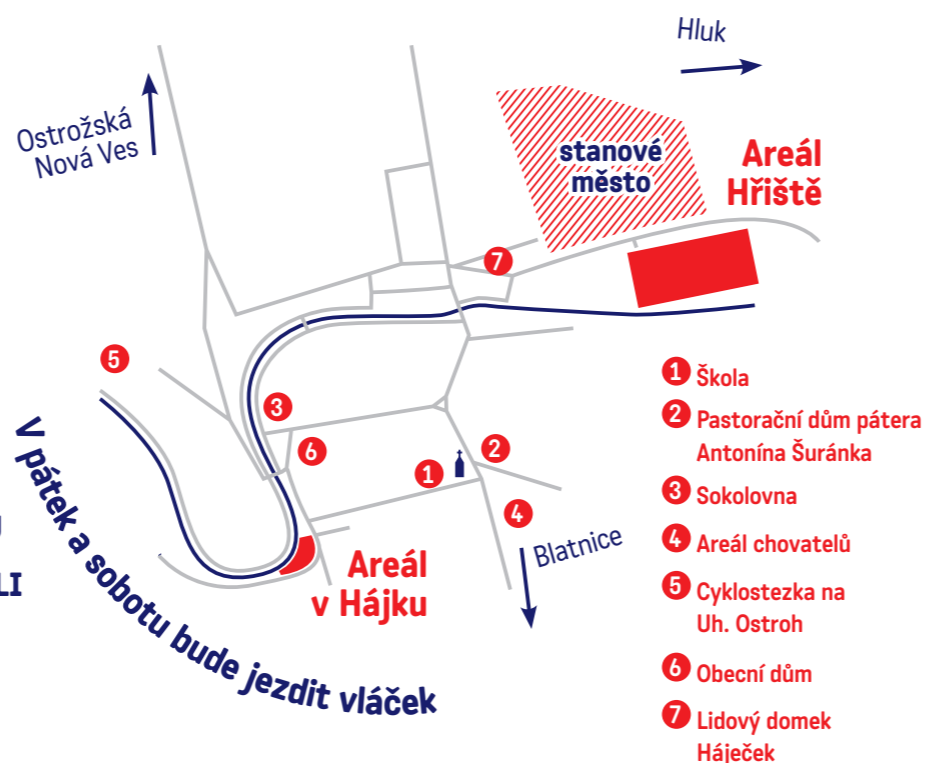 Hluk
Ostrožská
Nová Ves
stanové
město
Areál
Hřiště
7
5
3
6
1
2
4
Blatnice
Areál
v Hájku
V pátek a sobotu bude jezdit vláček
U
LI
1 Škola
2 Pastorační dům pátera
Antonína Šuránka
3 Sokolovna
4 Areál chovatelů
5 Cyklostezka na
Uh. Ostroh
6 Obecní dům
7 Lidový domek
Háječek